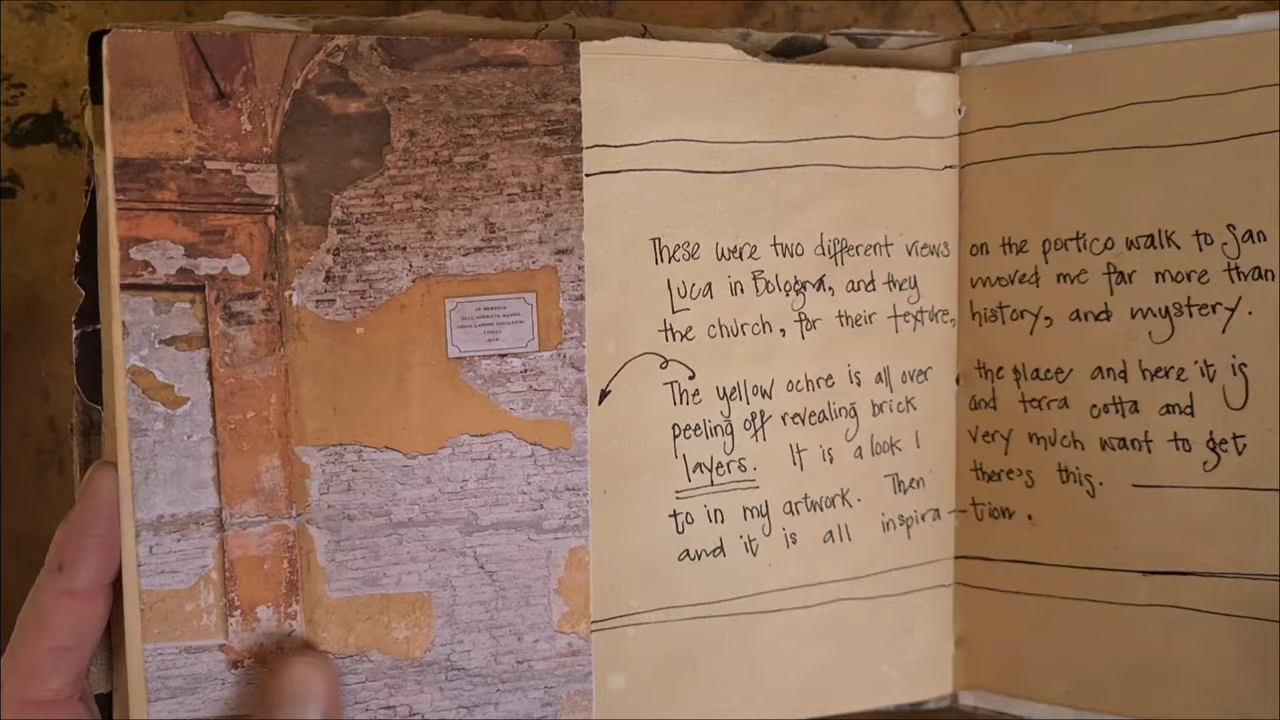 IN MEMORIA
These were two different views on the portico walk to San
Luca in Bologna, and they moved me far more than
the church, for their texture, history, and mystery.
The yellow ochre is all over the place and here it is
peeling off revealing brick and terra cotta and
layers. It is a look I very much want to get
to in my artwork. Then there's this.
and it is all inspira-tion.